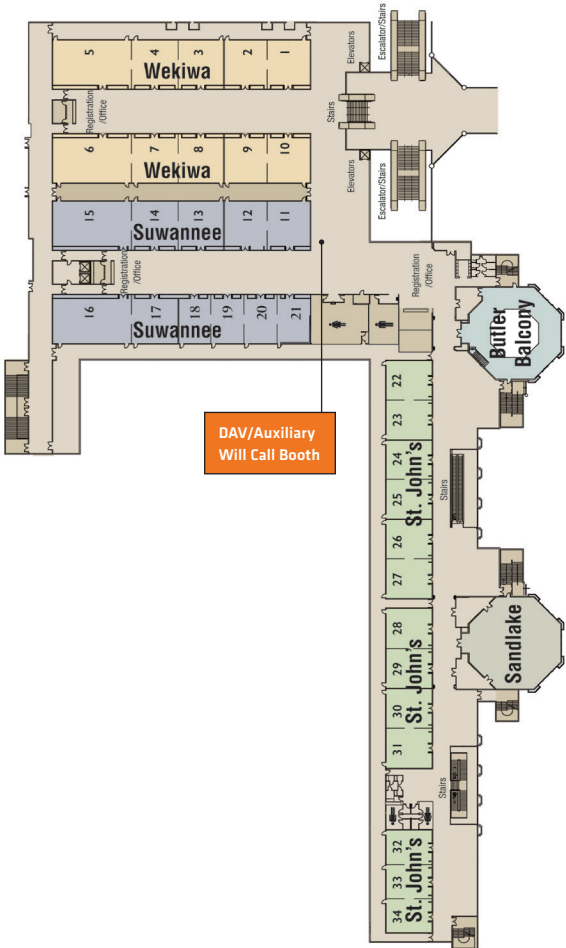 Escalator/Stairs
Elevators
5
4
3
2
1
Wekiwa
Registration
/Office
Stairs
6
7
8
9
10
Wekiwa
Elevators
Escalator/Stairs
15
14
13
12
11
Suwannee
Registration
/Office
Registration
/Office
16
17
18
19
20
21
Suwannee
Butler
Balcony
DAV/Auxiliary
Will Call Booth
22
23
24
25
26
27
St. John's
Stairs
28
29
30
31
St. John's
Sandlake
Stairs
32
33
34
St. John's